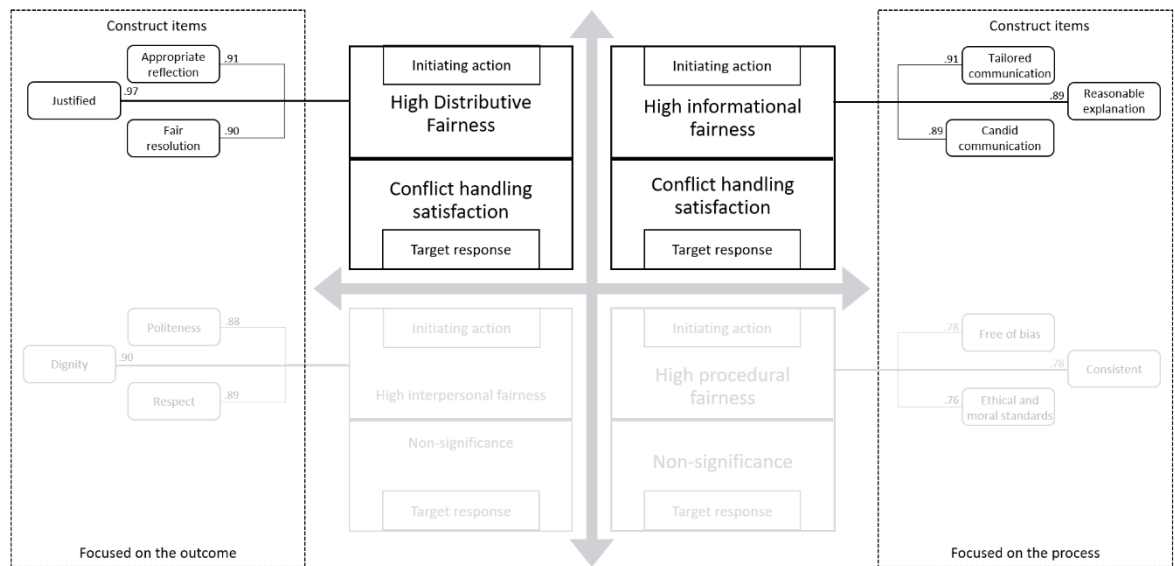 Construct items
Appropriate
reflection
.91
Justified
.97
Fair
resolution
.90
Initiating action
High Distributive
Fairness
Conflict handling
satisfaction
Target response
Initiating action
High informational
fairness
Conflict handling
satisfaction
Target response
Construct items
.91
Tailored
communication
.89
Reasonable
explanation
.89
Candid
communication
Politeness
.88
Dignity
.90
Respect
.89
Initiating action
High interpersonal fairness
Non-significance
Target response
Initiating action
High procedural
fairness
Non-significance
Target response
.78
Free of bias
.78
Consistent
.76
Ethical and
moral standards
Focused on the outcome
Focused on the process